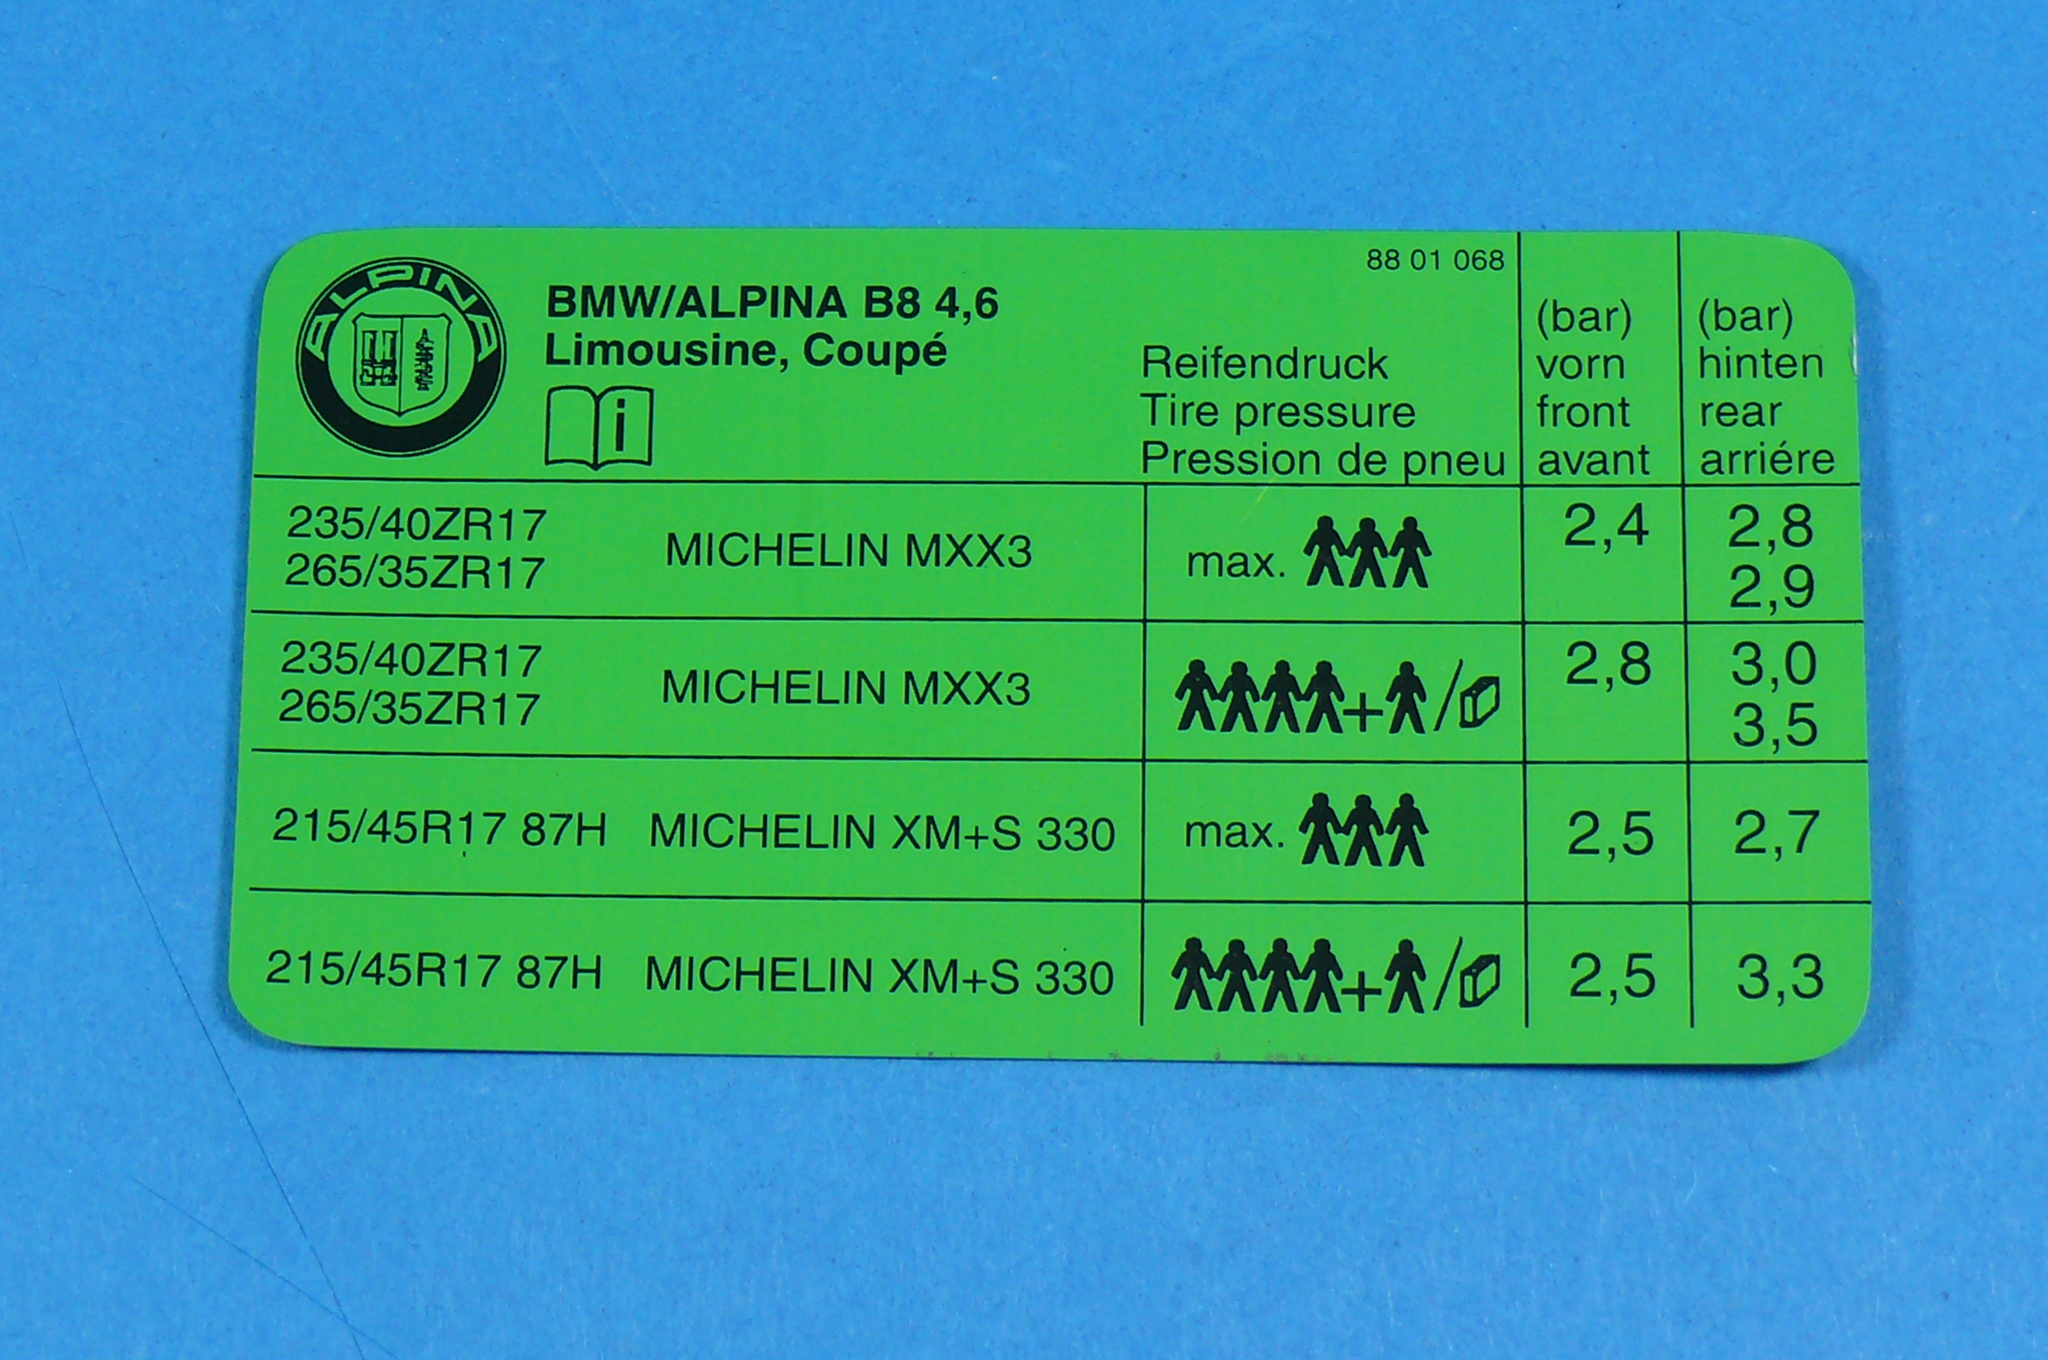 88 01 068
ALPINA
BMW/ALPINA B8 4,6
Limousine, Coupé
i
Reifendruck
Tire pressure
Pression de pneu
(bar)
vorn
front
avant
(bar)
hinten
rear
arriére
235/40ZR17
265/35ZR17
MICHELIN MXX3
max.
2,4
2,8
2,9
235/40ZR17
265/35ZR17
MICHELIN MXX3
+ /
2,8
3,0
3,5
215/45R17 87H MICHELIN XM+S 330 max. 2,5 2,7
215/45R17 87H MICHELIN XM+S 330 + / 2,5 3,3